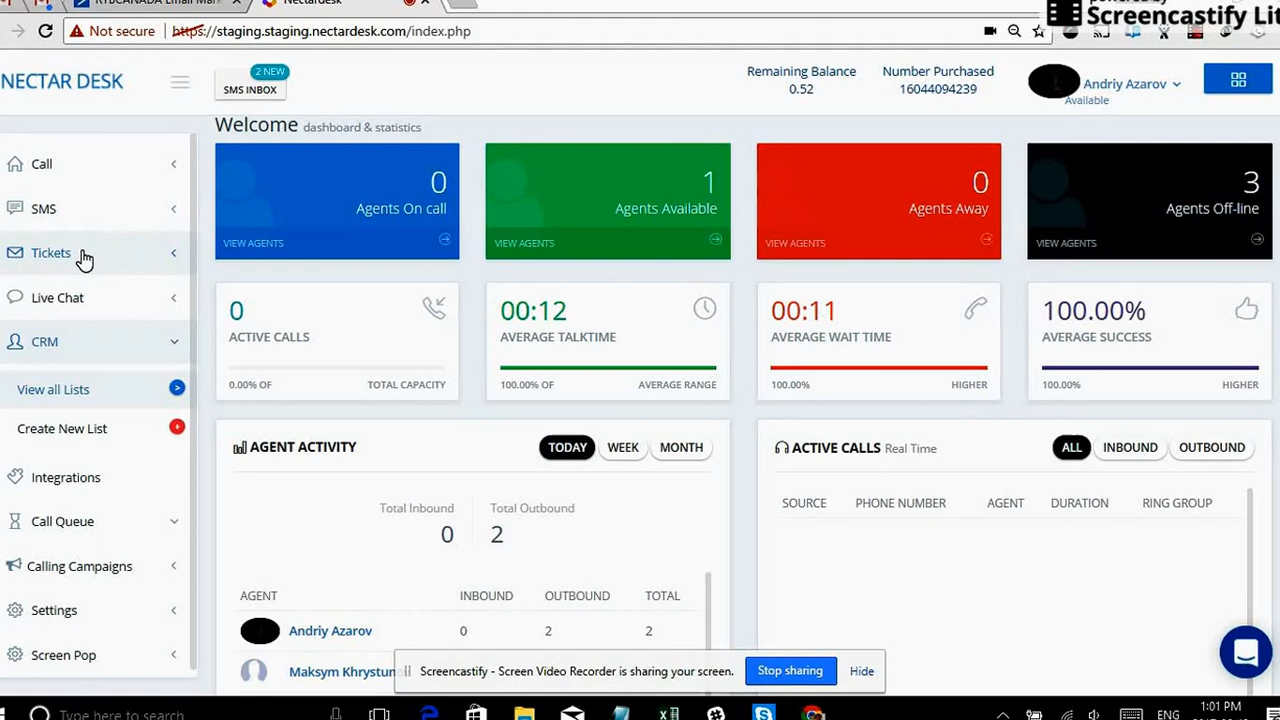 Nectardesk
powered by
Screencastify Lit
Not secure https://staging.staging.nectardesk.com/index.php
NECTAR DESK
2 NEW
SMS INBOX
Remaining Balance
0.52
Number Purchased
16044094239
Andriy Azarov
Available
Welcome dashboard & statistics
Call
SMS
Tickets
Live Chat
CRM
View all Lists
Create New List
Integrations
Call Queue
Calling Campaigns
Settings
Screen Pop
0
Agents On call
VIEW AGENTS
1
Agents Available
VIEW AGENTS
0
Agents Away
VIEW AGENTS
3
Agents Off-line
VIEW AGENTS
0
ACTIVE CALLS
0.00% OF TOTAL CAPACITY
00:12
AVERAGE TALKTIME
100.00% OF AVERAGE RANGE
00:11
AVERAGE WAIT TIME
100.00% HIGHER
100.00%
AVERAGE SUCCESS
100.00% HIGHER
AGENT ACTIVITY TODAY WEEK MONTH
Total Inbound Total Outbound
0 2
AGENT INBOUND OUTBOUND TOTAL
Andriy Azarov 0 2 2
Maksym Khrystun
ACTIVE CALLS Real Time ALL INBOUND OUTBOUND
SOURCE PHONE NUMBER AGENT DURATION RING GROUP
Screencastify - Screen Video Recorder is sharing your screen. Stop sharing Hide
Type here to search
1:01 PM